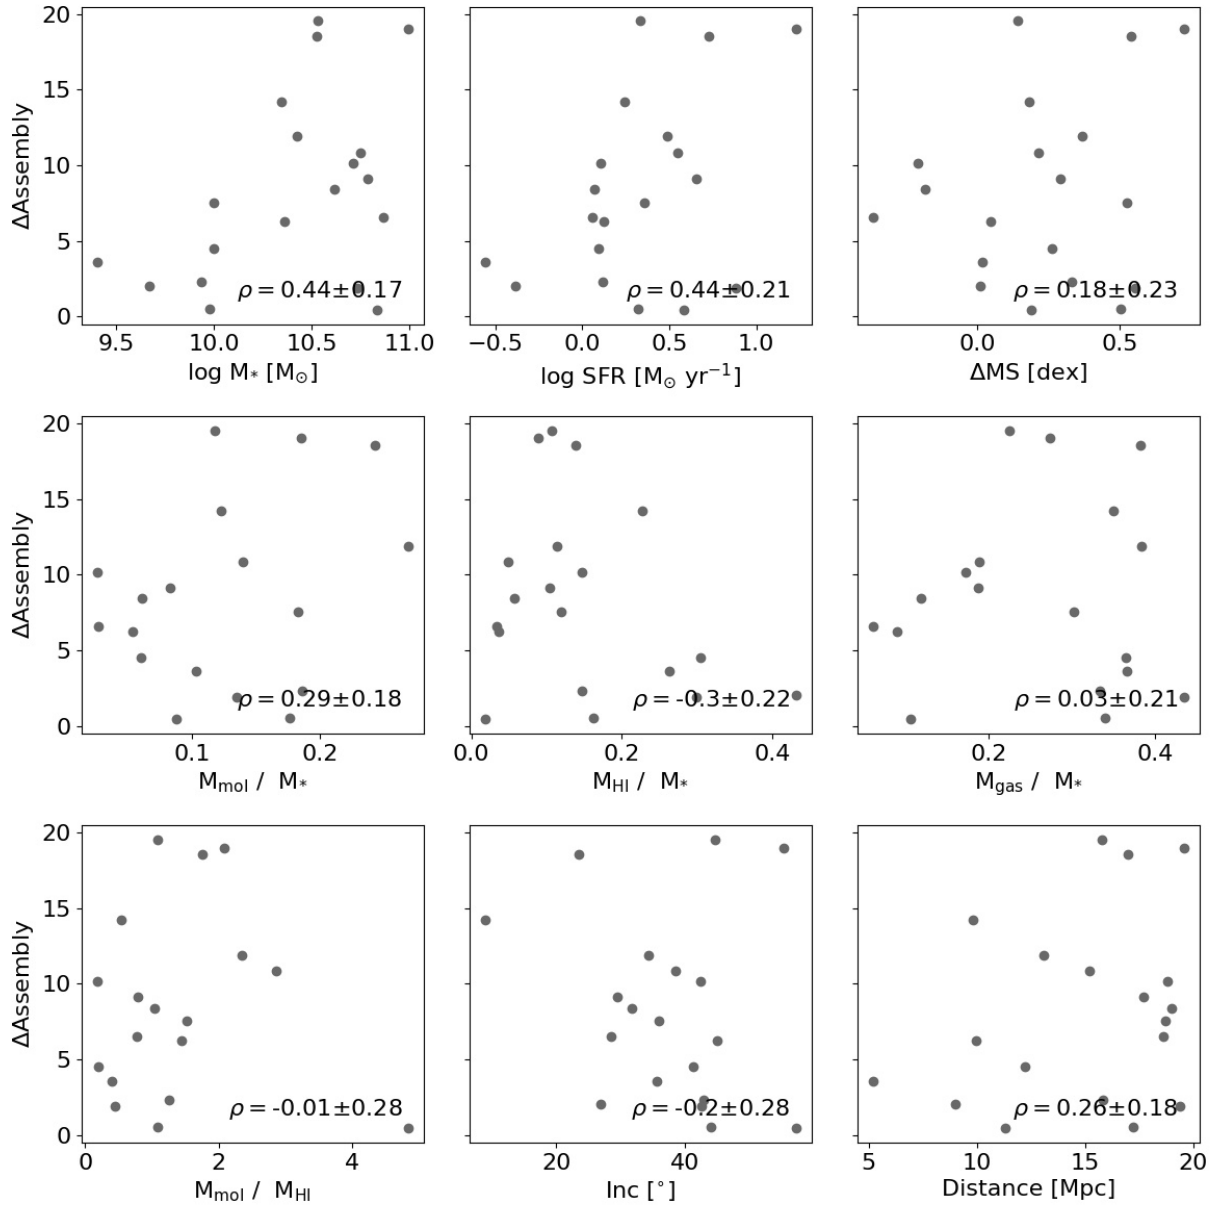 20
15
10
5
0
ΔAssembly
ρ = 0.44±0.17
9.5 10.0 10.5 11.0
log M* [M⊙]
ρ = 0.44±0.21
−0.5 0.0 0.5 1.0
log SFR [M⊙ yr−1]
ρ = 0.18±0.23
0.0 0.5
ΔMS [dex]
20
15
10
5
0
ΔAssembly
ρ = 0.29±0.18
0.1 0.2
Mmol / M*
ρ = -0.3±0.22
0.0 0.2 0.4
MHI / M*
ρ = 0.03±0.21
0.2 0.4
Mgas / M*
20
15
10
5
0
ΔAssembly
ρ = -0.01±0.28
0 2 4
Mmol / MHI
ρ = -0.2±0.28
20 40
Inc [°]
ρ = 0.26±0.18
5 10 15 20
Distance [Mpc]